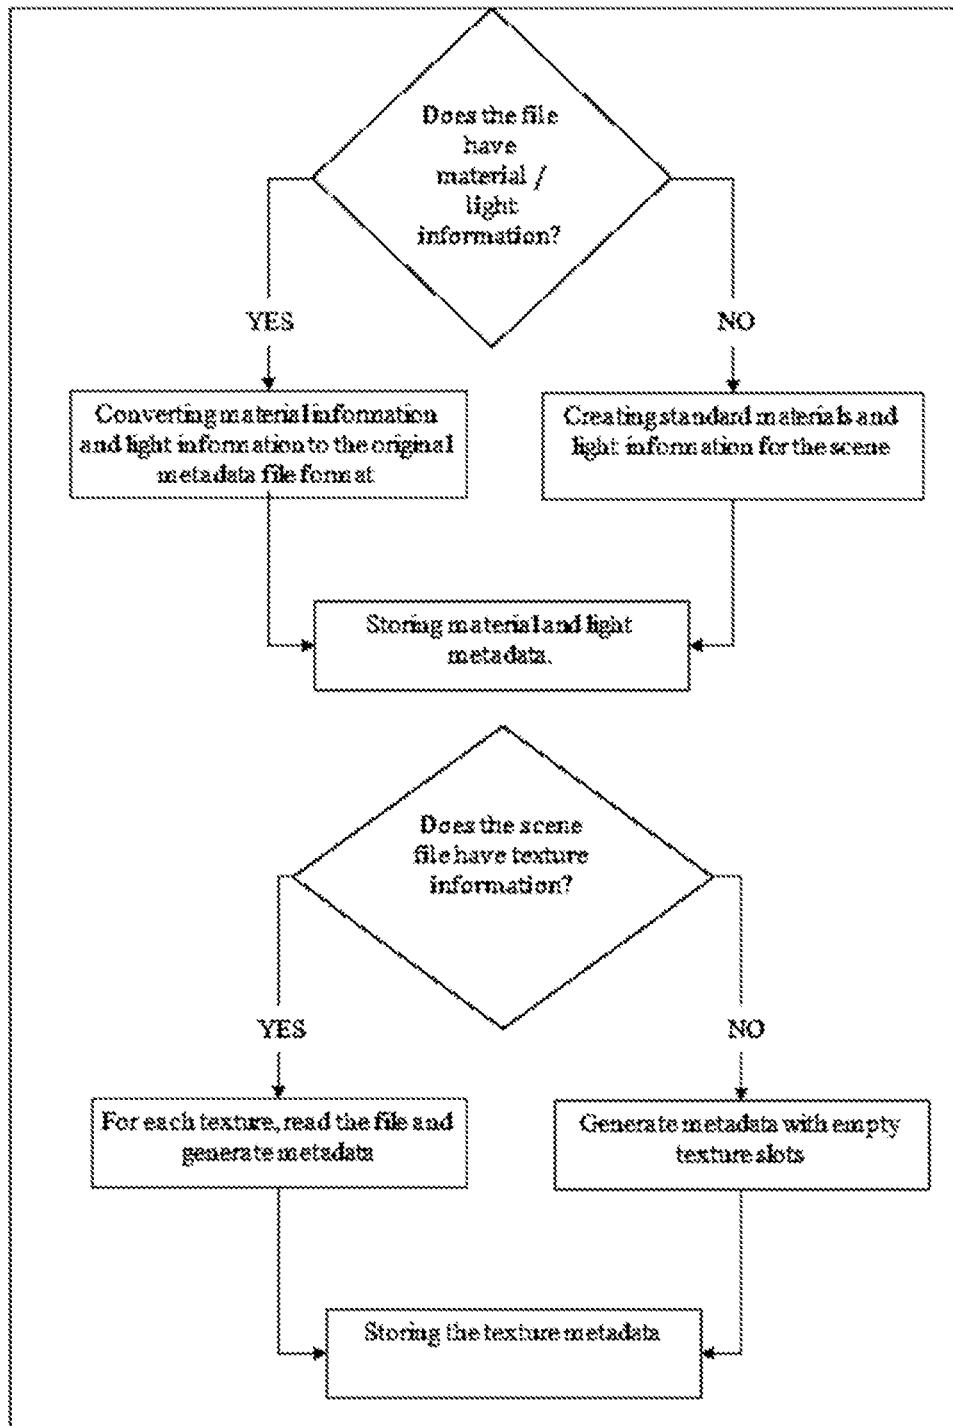 Does the file
have
material /
light
information?
YES
NO
Converting material information
and light information to the original
metadata file format
Creating standard materials and
light information for the scene
Storing material and light
metadata.
Does the scene
file have texture
information?
YES
NO
For each texture, read the file and
generate metadata
Generate metadata with empty
texture slots
Storing the texture metadata